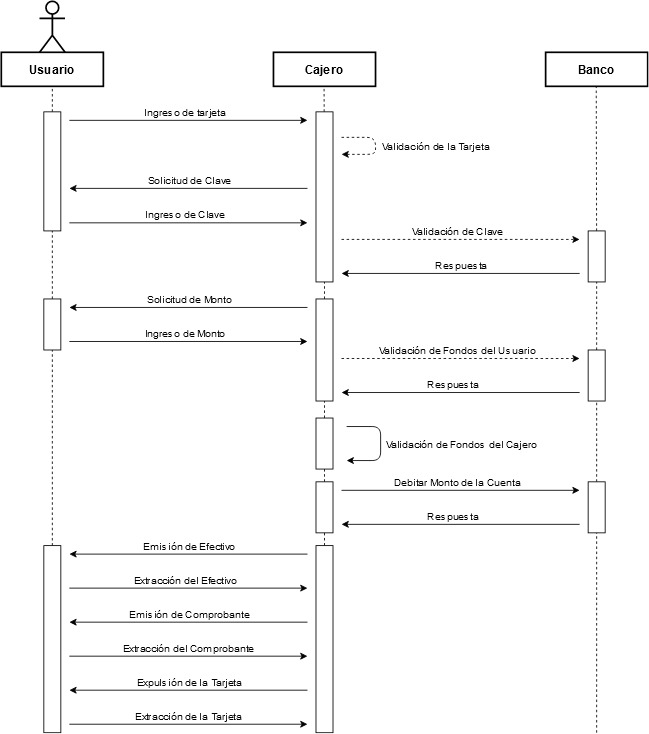 Usuario
Cajero
Banco
Ingreso de tarjeta
Validación de la Tarjeta
Solicitud de Clave
Ingreso de Clave
Validación de Clave
Respuesta
Solicitud de Monto
Ingreso de Monto
Validación de Fondos del Usuario
Respuesta
Validación de Fondos del Cajero
Debitar Monto de la Cuenta
Respuesta
Emisión de Efectivo
Extracción del Efectivo
Emisión de Comprobante
Extracción del Comprobante
Expulsión de la Tarjeta
Extracción de la Tarjeta